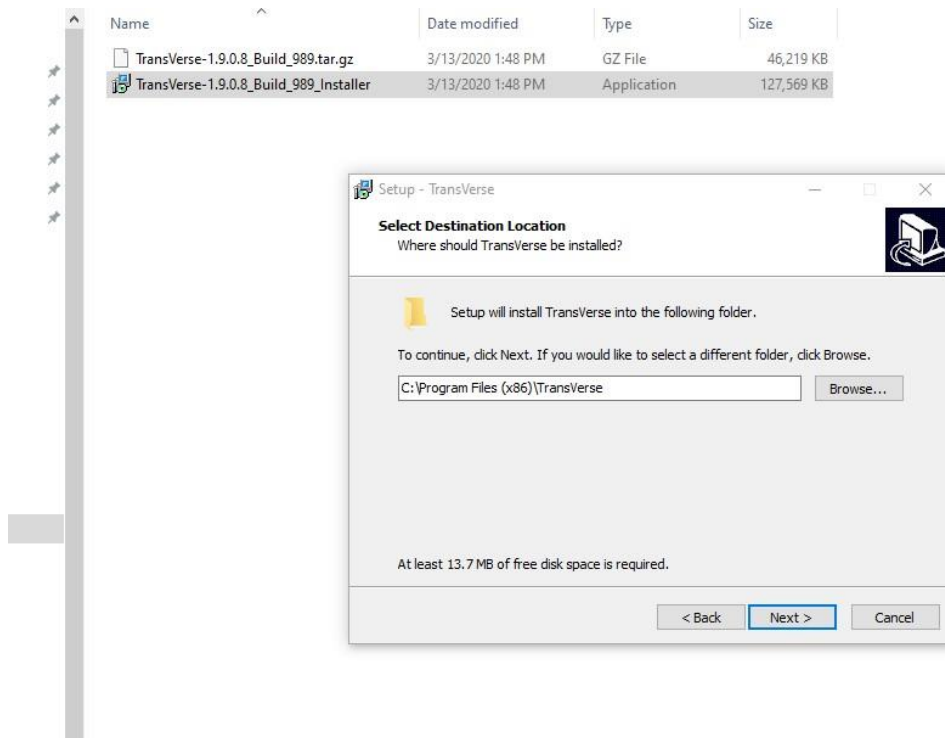 Name Date modified Type Size
TransVerse-1.9.0.8_Build_989.tar.gz 3/13/2020 1:48 PM GZ File 46,219 KB
TransVerse-1.9.0.8_Build_989_Installer 3/13/2020 1:48 PM Application 127,569 KB
Setup - TransVerse
Select Destination Location
Where should TransVerse be installed?
Setup will install TransVerse into the following folder.
To continue, click Next. If you would like to select a different folder, click Browse.
C:\Program Files (x86)\TransVerse Browse...
At least 13.7 MB of free disk space is required.
< Back Next > Cancel